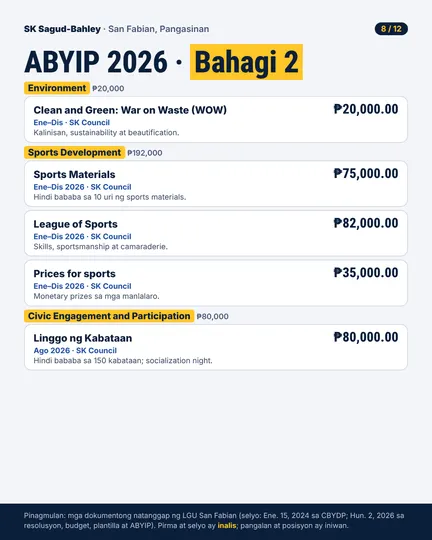 SK Sagud-Bahley · San Fabian, Pangasinan
8 / 12
ABYIP 2026 · Bahagi 2
Environment ₱20,000
Clean and Green: War on Waste (WOW) ₱20,000.00
Ene–Dis · SK Council
Kalinisan, sustainability at beautification.
Sports Development ₱192,000
Sports Materials ₱75,000.00
Ene–Dis 2026 · SK Council
Hindi bababa sa 10 uri ng sports materials.
League of Sports ₱82,000.00
Ene–Dis 2026 · SK Council
Skills, sportsmanship at camaraderie.
Prices for sports ₱35,000.00
Ene–Dis 2026 · SK Council
Monetary prizes sa mga manlalaro.
Civic Engagement and Participation ₱80,000
Linggo ng Kabataan ₱80,000.00
Ago 2026 · SK Council
Hindi bababa sa 150 kabataan; socialization night.
Pinagmulan: mga dokumentong natanggap ng LGU San Fabian (selyo: Ene. 15, 2024 sa CBYDP; Hun. 2, 2026 sa
resolusyon, budget, plantilla at ABYIP). Pirma at selyo ay inalis; pangalan at posisyon ay iniwan.